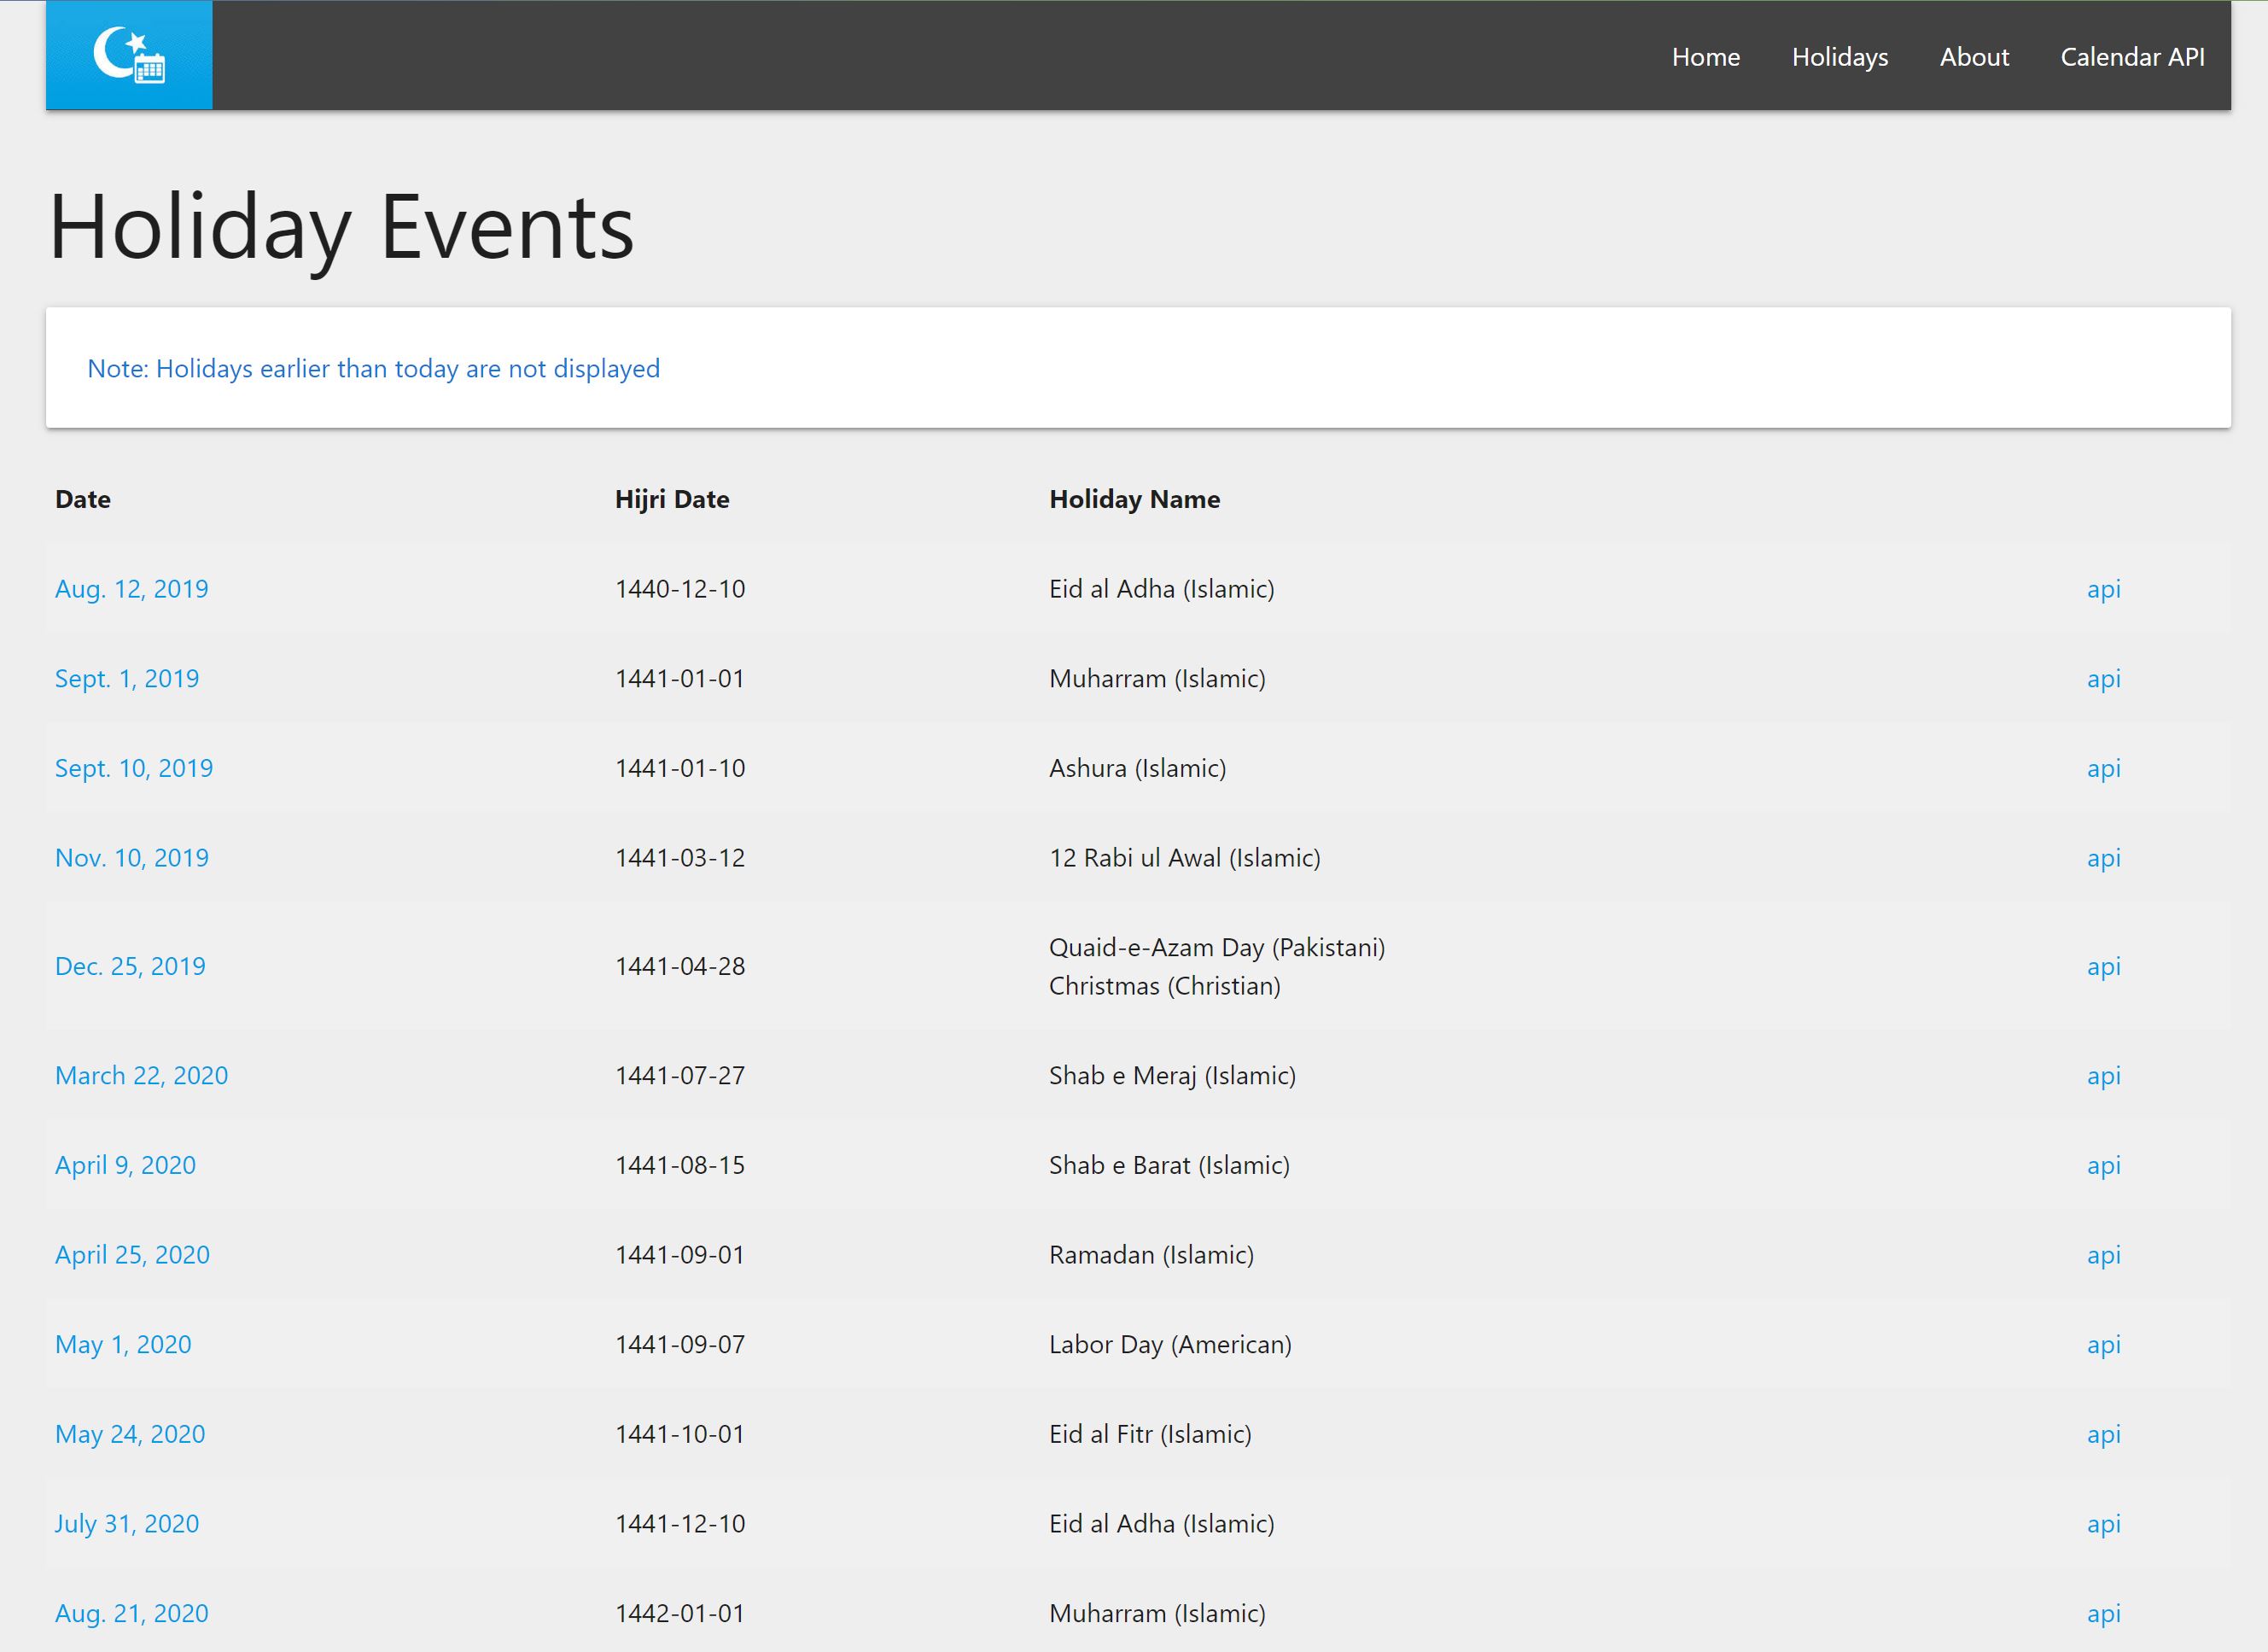 Home Holidays About Calendar API
Holiday Events
Note: Holidays earlier than today are not displayed
Date Hijri Date Holiday Name
Aug. 12, 2019 1440-12-10 Eid al Adha (Islamic) api
Sept. 1, 2019 1441-01-01 Muharram (Islamic) api
Sept. 10, 2019 1441-01-10 Ashura (Islamic) api
Nov. 10, 2019 1441-03-12 12 Rabi ul Awal (Islamic) api
Dec. 25, 2019 1441-04-28 Quaid-e-Azam Day (Pakistani) api
Christmas (Christian)
March 22, 2020 1441-07-27 Shab e Meraj (Islamic) api
April 9, 2020 1441-08-15 Shab e Barat (Islamic) api
April 25, 2020 1441-09-01 Ramadan (Islamic) api
May 1, 2020 1441-09-07 Labor Day (American) api
May 24, 2020 1441-10-01 Eid al Fitr (Islamic) api
July 31, 2020 1441-12-10 Eid al Adha (Islamic) api
Aug. 21, 2020 1442-01-01 Muharram (Islamic) api